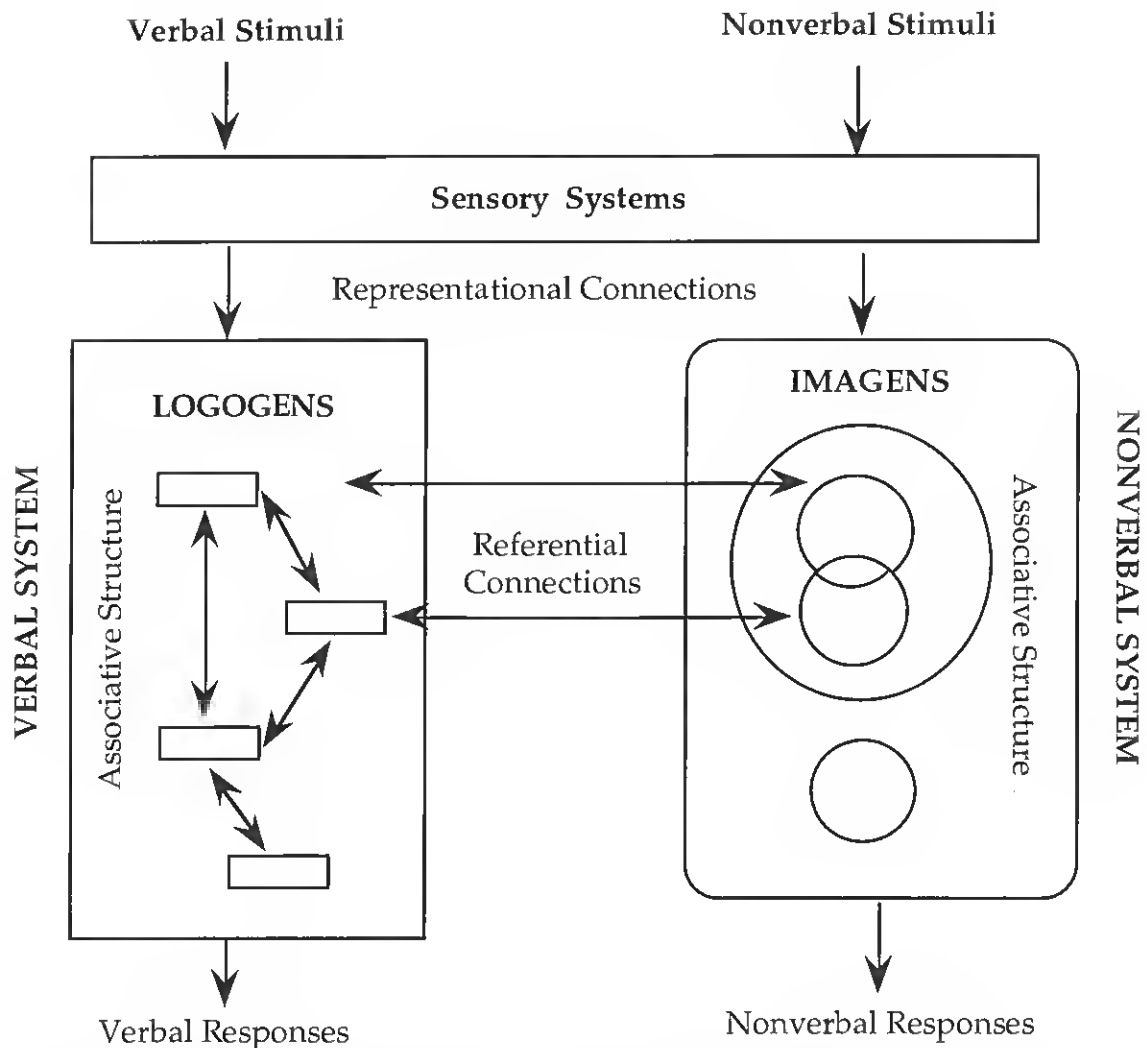 Verbal Stimuli
Nonverbal Stimuli
Sensory Systems
Representational Connections
VERBAL SYSTEM
LOGOGENS
Associative Structure
Referential
Connections
IMAGENS
Associative Structure
NONVERBAL SYSTEM
Verbal Responses
Nonverbal Responses